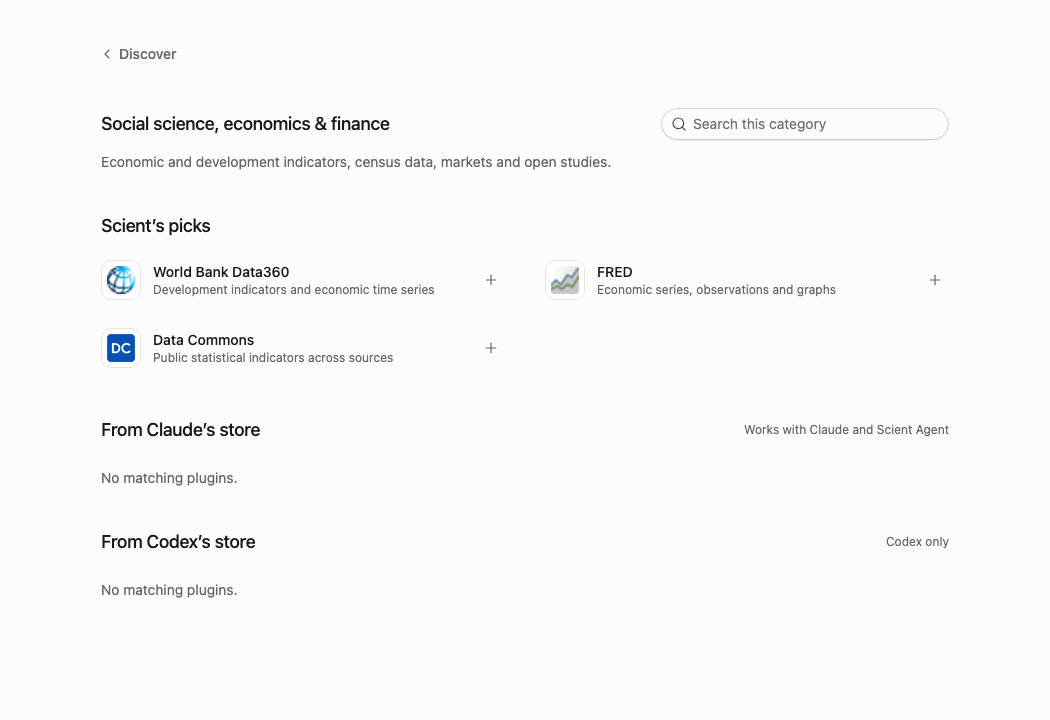 Discover
Social science, economics & finance
Search this category
Economic and development indicators, census data, markets and open studies.
Scient’s picks
World Bank Data360
Development indicators and economic time series
FRED
Economic series, observations and graphs
DC
Data Commons
Public statistical indicators across sources
From Claude’s store
Works with Claude and Scient Agent
No matching plugins.
From Codex’s store
Codex only
No matching plugins.